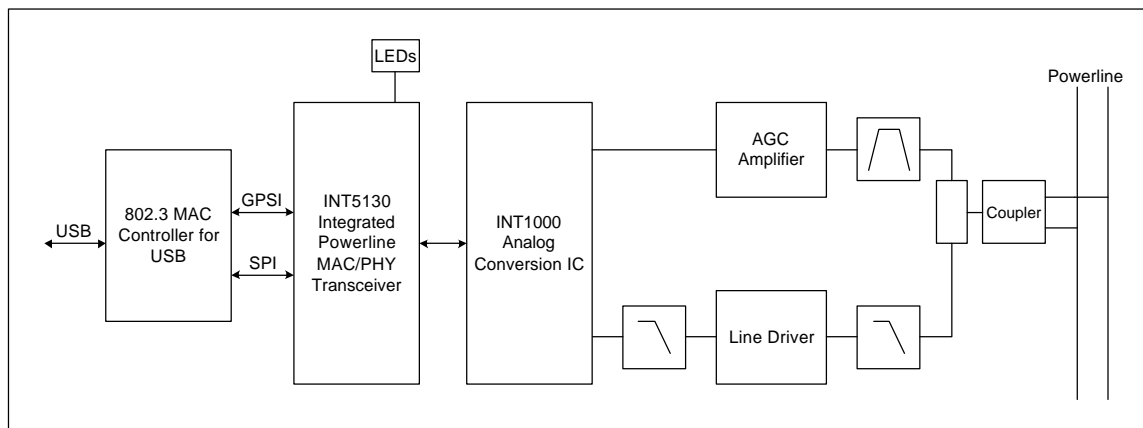 LEDs
Powerline
AGC
Amplifier
802.3 MAC
Controller for
USB
USB
GPSI
SPI
INT5130
Integrated
Powerline
MAC/PHY
Transceiver
INT1000
Analog
Conversion IC
Coupler
Line Driver